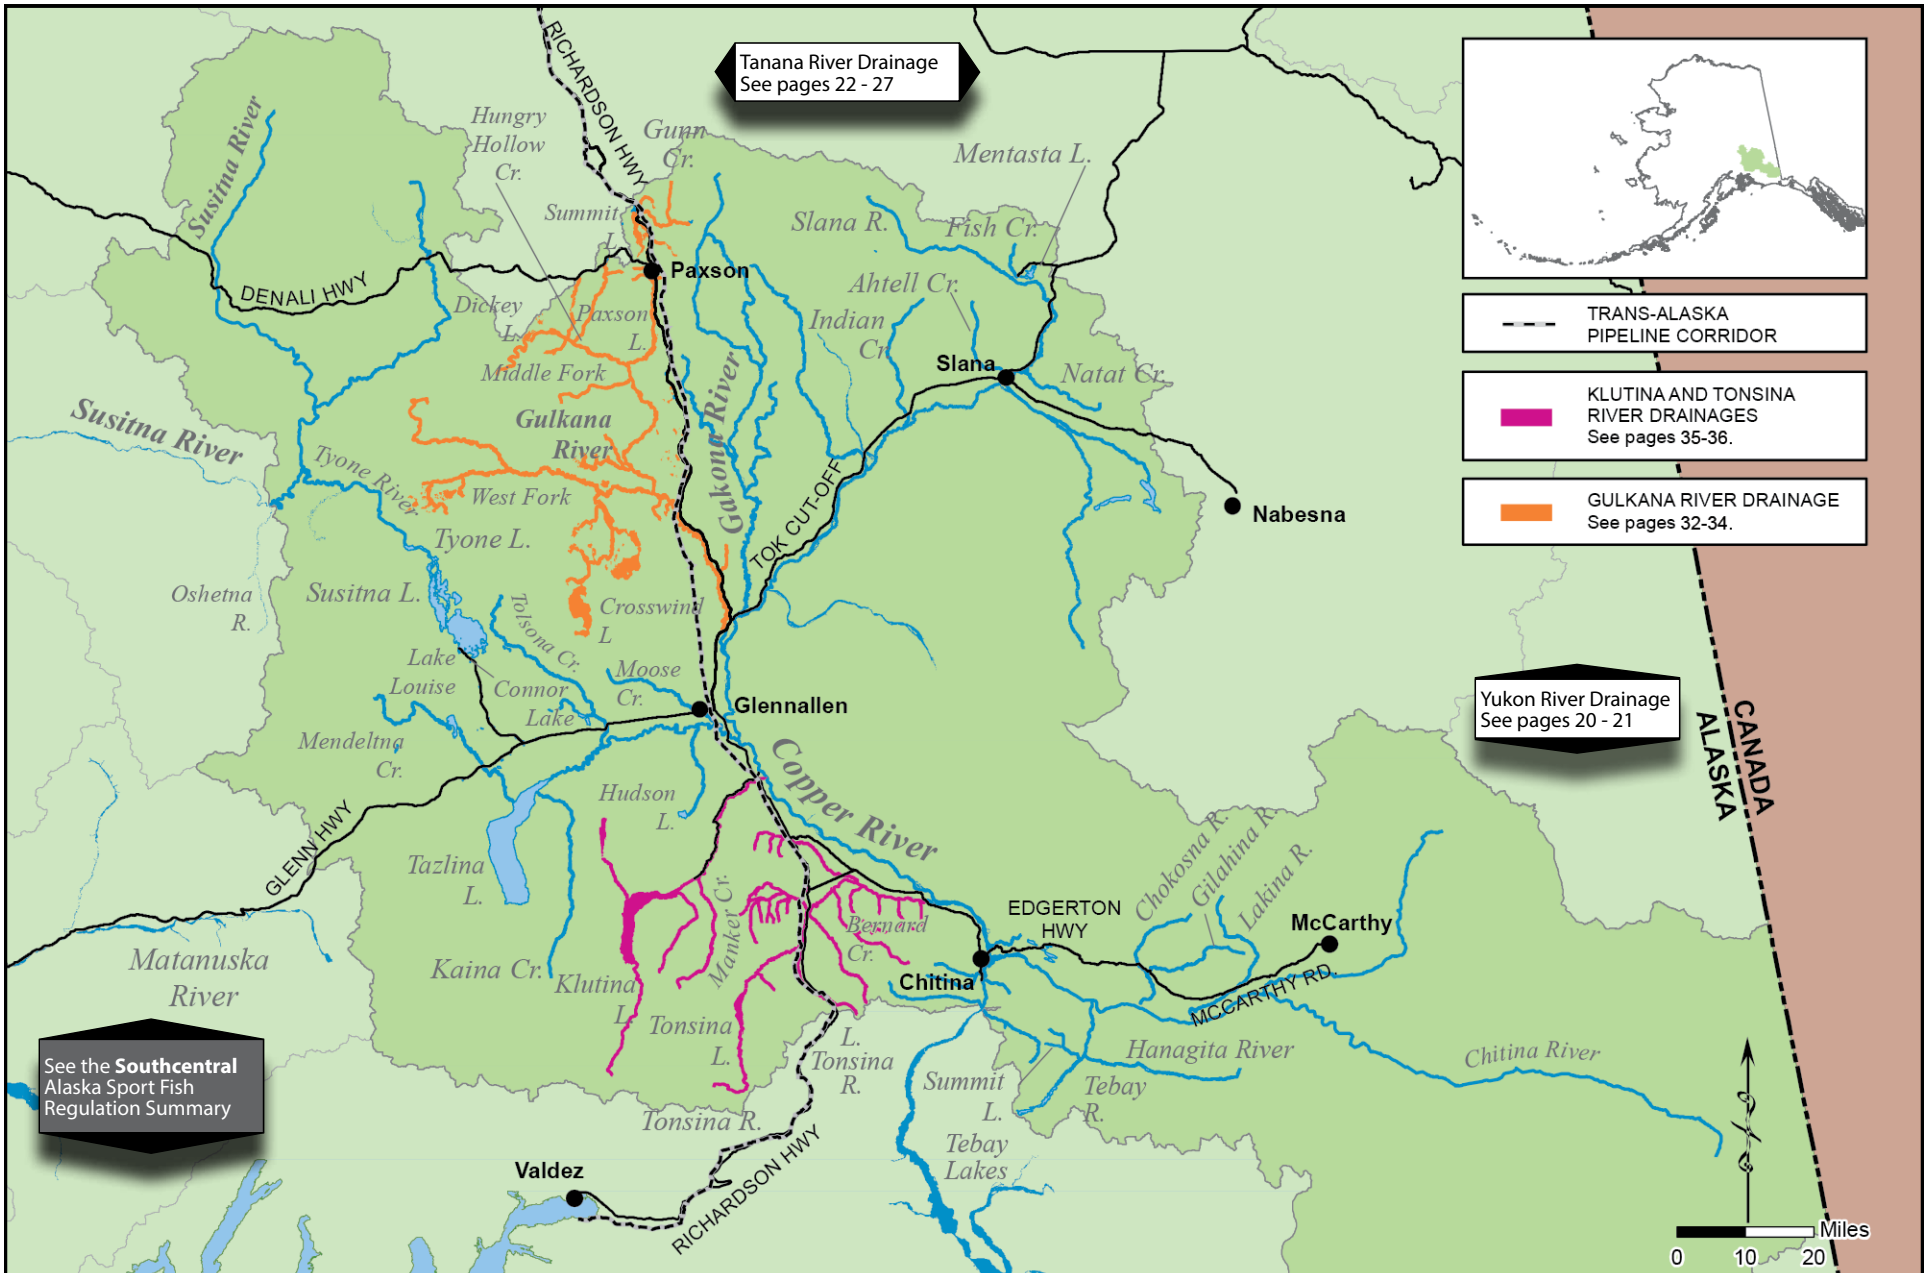 RICHARDSON HWY
Tanana River Drainage
See pages 22 - 27
Hungry
Hollow
Cr.
Gunn
Cr.
Mentasta L.
Susitna River
Summit
L.
Slana R.
Fish Cr.
Paxson
DENALI HWY
Ahtell Cr.
Dickey
L.
Paxson
L.
Indian
Cr.
TRANS-ALASKA
PIPELINE CORRIDOR
Middle Fork
Slana
Natat Cr.
KLUTINA AND TONSINA
RIVER DRAINAGES
See pages 35-36.
Susitna River
Gulkana
River
Gakona River
Tyone River
West Fork
TOK CUT-OFF
Nabesna
GULKANA RIVER DRAINAGE
See pages 32-34.
Tyone L.
Oshetna
R.
Susitna L.
Tolsona Cr.
Crosswind
L
Lake
Louise
Connor
Lake
Moose
Cr.
Glennallen
Yukon River Drainage
See pages 20 - 21
CANADA
ALASKA
Mendeltna
Cr.
Hudson
L.
Copper River
GLENN HWY
Tazlina
L.
Manker Cr.
Chokosna R.
Gilahina R.
Lakina R.
EDGERTON
HWY
McCarthy
Bernard
Cr.
Matanuska
River
Kaina Cr.
Klutina
L.
Chitina
MCCARTHY RD.
Tonsina
L.
L.
Tonsina
R.
Hanagita River
Chitina River
See the Southcentral
Alaska Sport Fish
Regulation Summary
Summit
L.
Tebay
R.
Tonsina R.
Tebay
Lakes
Valdez
RICHARDSON HWY
Miles
0 10 20